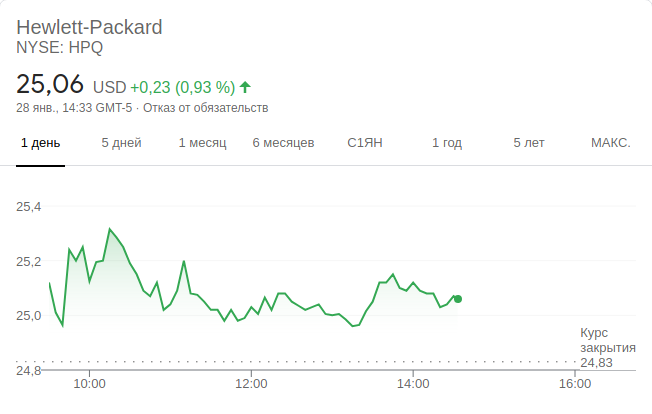 Hewlett-Packard
NYSE: HPQ
25,06 USD +0,23 (0,93 %)
28 янв., 14:33 GMT-5 · Отказ от обязательств
1 день 5 дней 1 месяц 6 месяцев С1ЯН 1 год 5 лет МАКС.
25,4
25,2
25,0
Курс
закрытия
24,83
24,8
10:00 12:00 14:00 16:00